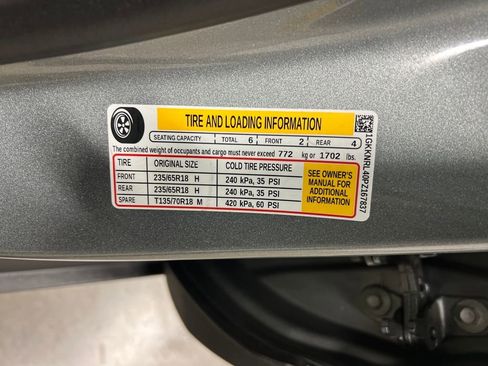 TIRE AND LOADING INFORMATION
SEATING CAPACITY TOTAL 6 FRONT 2 REAR 4
The combined weight of occupants and cargo must never exceed 772 kg or 1702 lbs.
TIRE ORIGINAL SIZE COLD TIRE PRESSURE
FRONT 235/65R18 H 240 kPa, 35 PSI
REAR 235/65R18 H 240 kPa, 35 PSI
SPARE T135/70R18 M 420 kPa, 60 PSI
SEE OWNER'S
MANUAL FOR
ADDITIONAL
INFORMATION
1GKKNRL40PZ167837